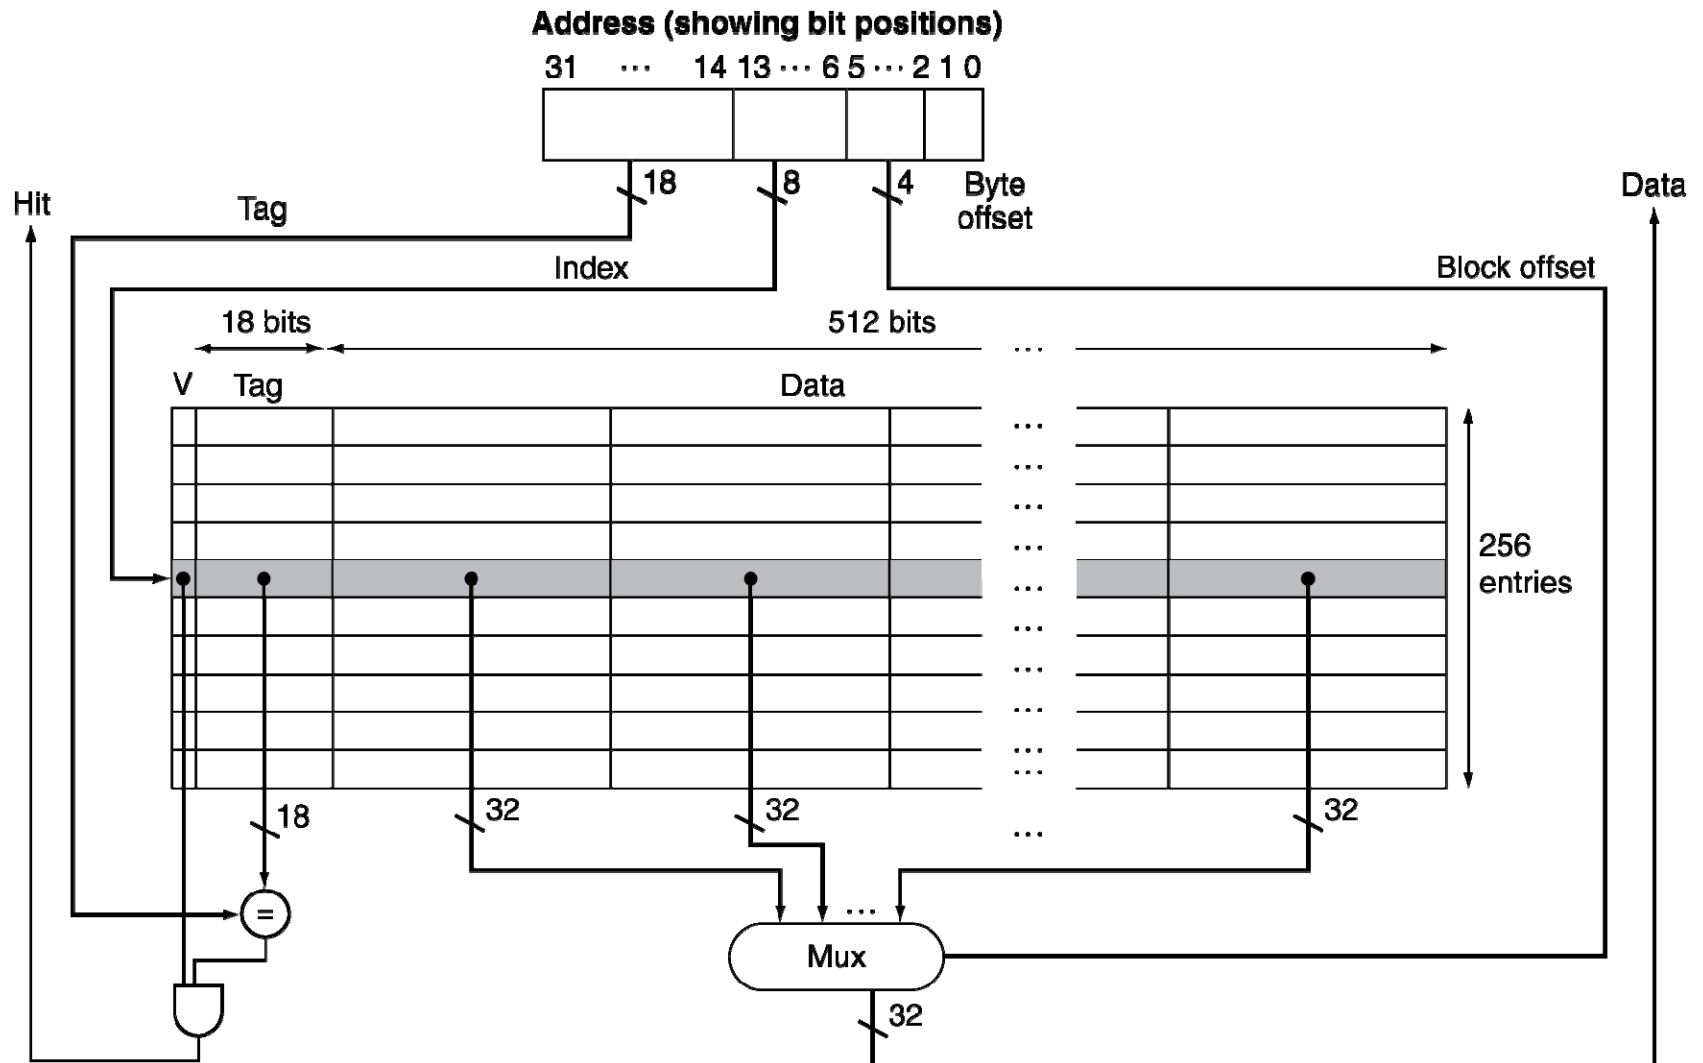 Address (showing bit positions)
31 ··· 14 13 ··· 6 5 ··· 2 1 0
18 8 4 Byte offset
Hit
Tag
Data
Index
Block offset
18 bits
512 bits
...
V Tag Data
...
...
...
...
...
...
...
...
...
...
256
entries
18 32 32 ... 32
=
...
Mux
32